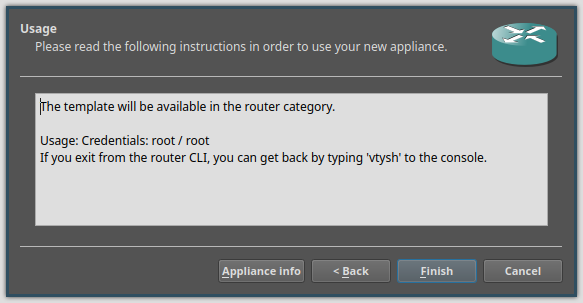 Usage
Please read the following instructions in order to use your new appliance.
The template will be available in the router category.
Usage: Credentials: root / root
If you exit from the router CLI, you can get back by typing 'vtysh' to the console.
Appliance info
< Back
Finish
Cancel